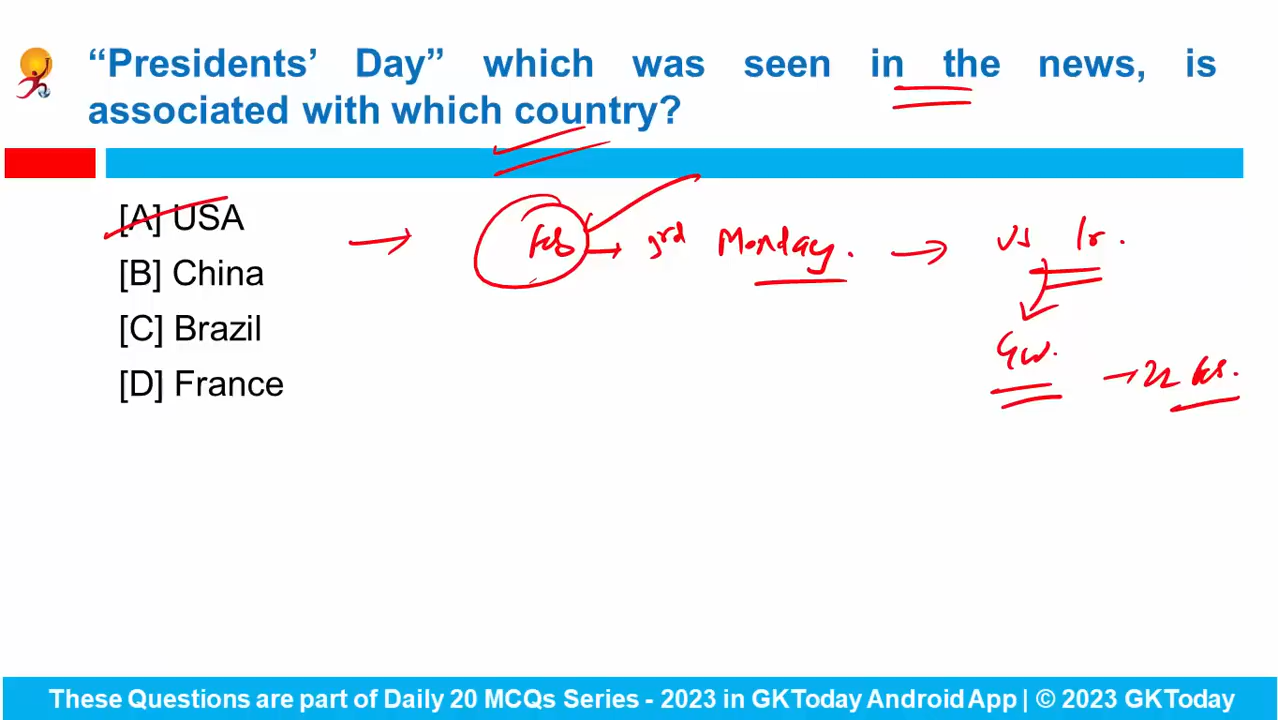 “Presidents’ Day” which was seen in the news, is
associated with which country?
[A] USA
[B] China
[C] Brazil
[D] France
Feb → 3rd Monday. → US Pr.
GW. → 22 Feb.
These Questions are part of Daily 20 MCQs Series - 2023 in GKToday Android App | © 2023 GKToday